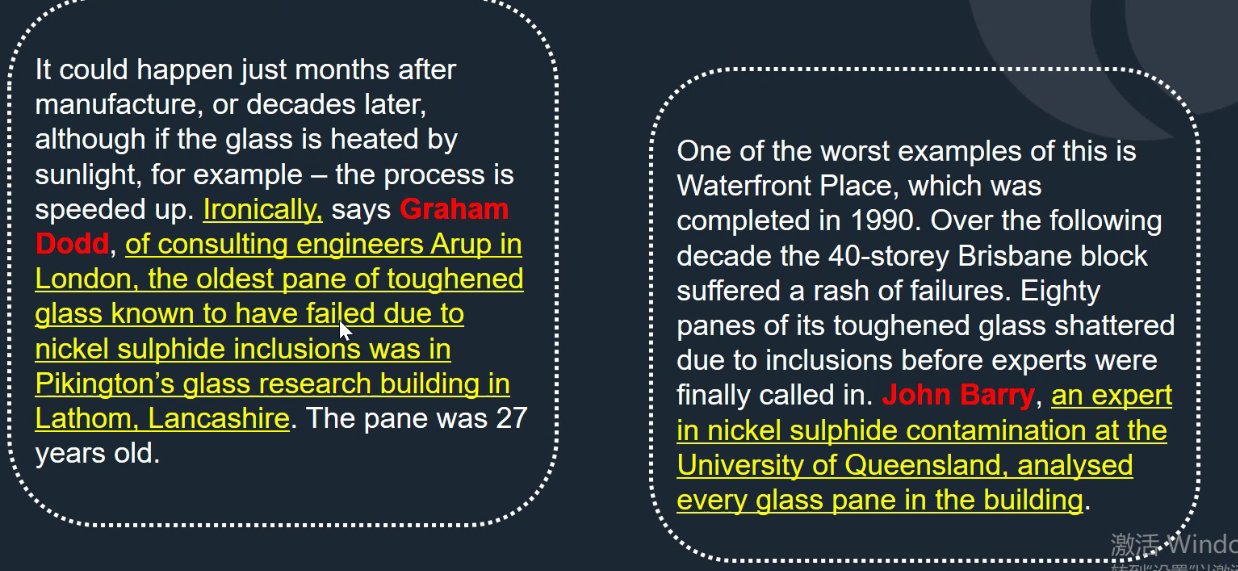 It could happen just months after
manufacture, or decades later,
although if the glass is heated by
sunlight, for example – the process is
speeded up. Ironically, says Graham
Dodd, of consulting engineers Arup in
London, the oldest pane of toughened
glass known to have failed due to
nickel sulphide inclusions was in
Pikington's glass research building in
Lathom, Lancashire. The pane was 27
years old.
One of the worst examples of this is
Waterfront Place, which was
completed in 1990. Over the following
decade the 40-storey Brisbane block
suffered a rash of failures. Eighty
panes of its toughened glass shattered
due to inclusions before experts were
finally called in. John Barry, an expert
in nickel sulphide contamination at the
University of Queensland, analysed
every glass pane in the building.
激活 Windo